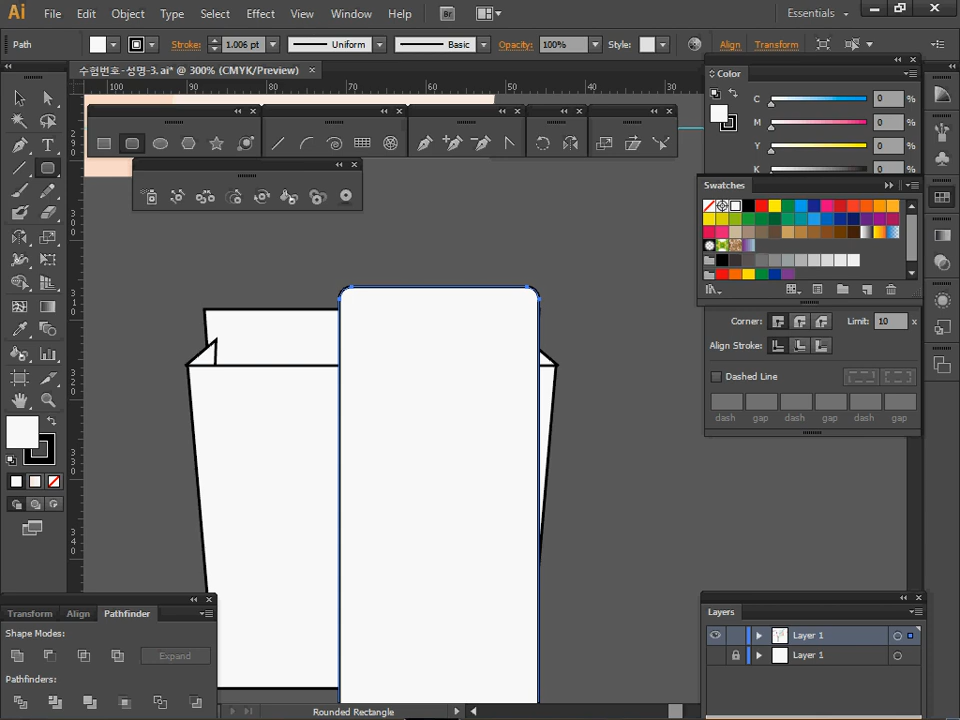 Ai File Edit Object Type Select Effect View Window Help Br Essentials
Path Stroke: 1.006 pt Uniform Basic Opacity: 100% Style: Align Transform
수험번호-성명-3. ai* @ 300% (CMYK/Preview)
Color
100 90 80 70 60 50 40 30
C 0 %
M 0 %
Y 0 %
K 0 %
Swatches
Corner: Limit: 10 x
Align Stroke:
Dashed Line
dash gap dash gap dash gap
Transform Align Pathfinder
Shape Modes:
Expand
Pathfinders:
Layers
Layer 1
Layer 1
Rounded Rectangle